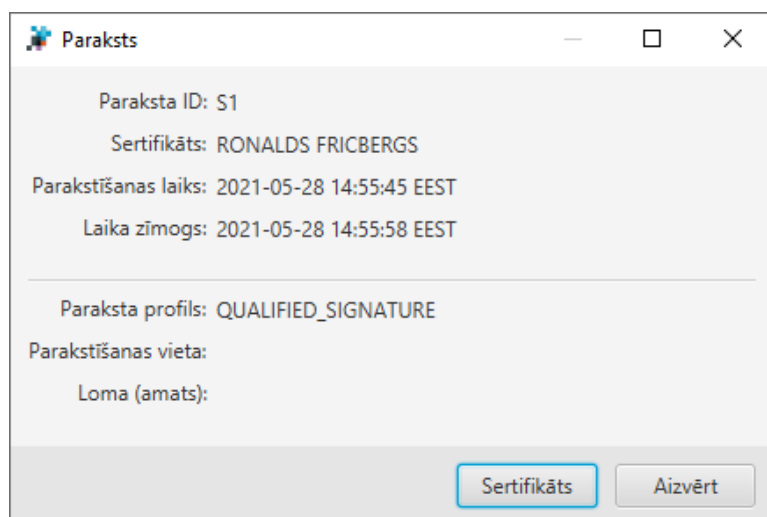 Paraksts
Paraksta ID: S1
Sertifikāts: RONALDS FRICBERGS
Parakstīšanas laiks: 2021-05-28 14:55:45 EEST
Laika zīmogs: 2021-05-28 14:55:58 EEST
Paraksta profils: QUALIFIED_SIGNATURE
Parakstīšanas vieta:
Loma (amats):
Sertifikāts Aizvērt